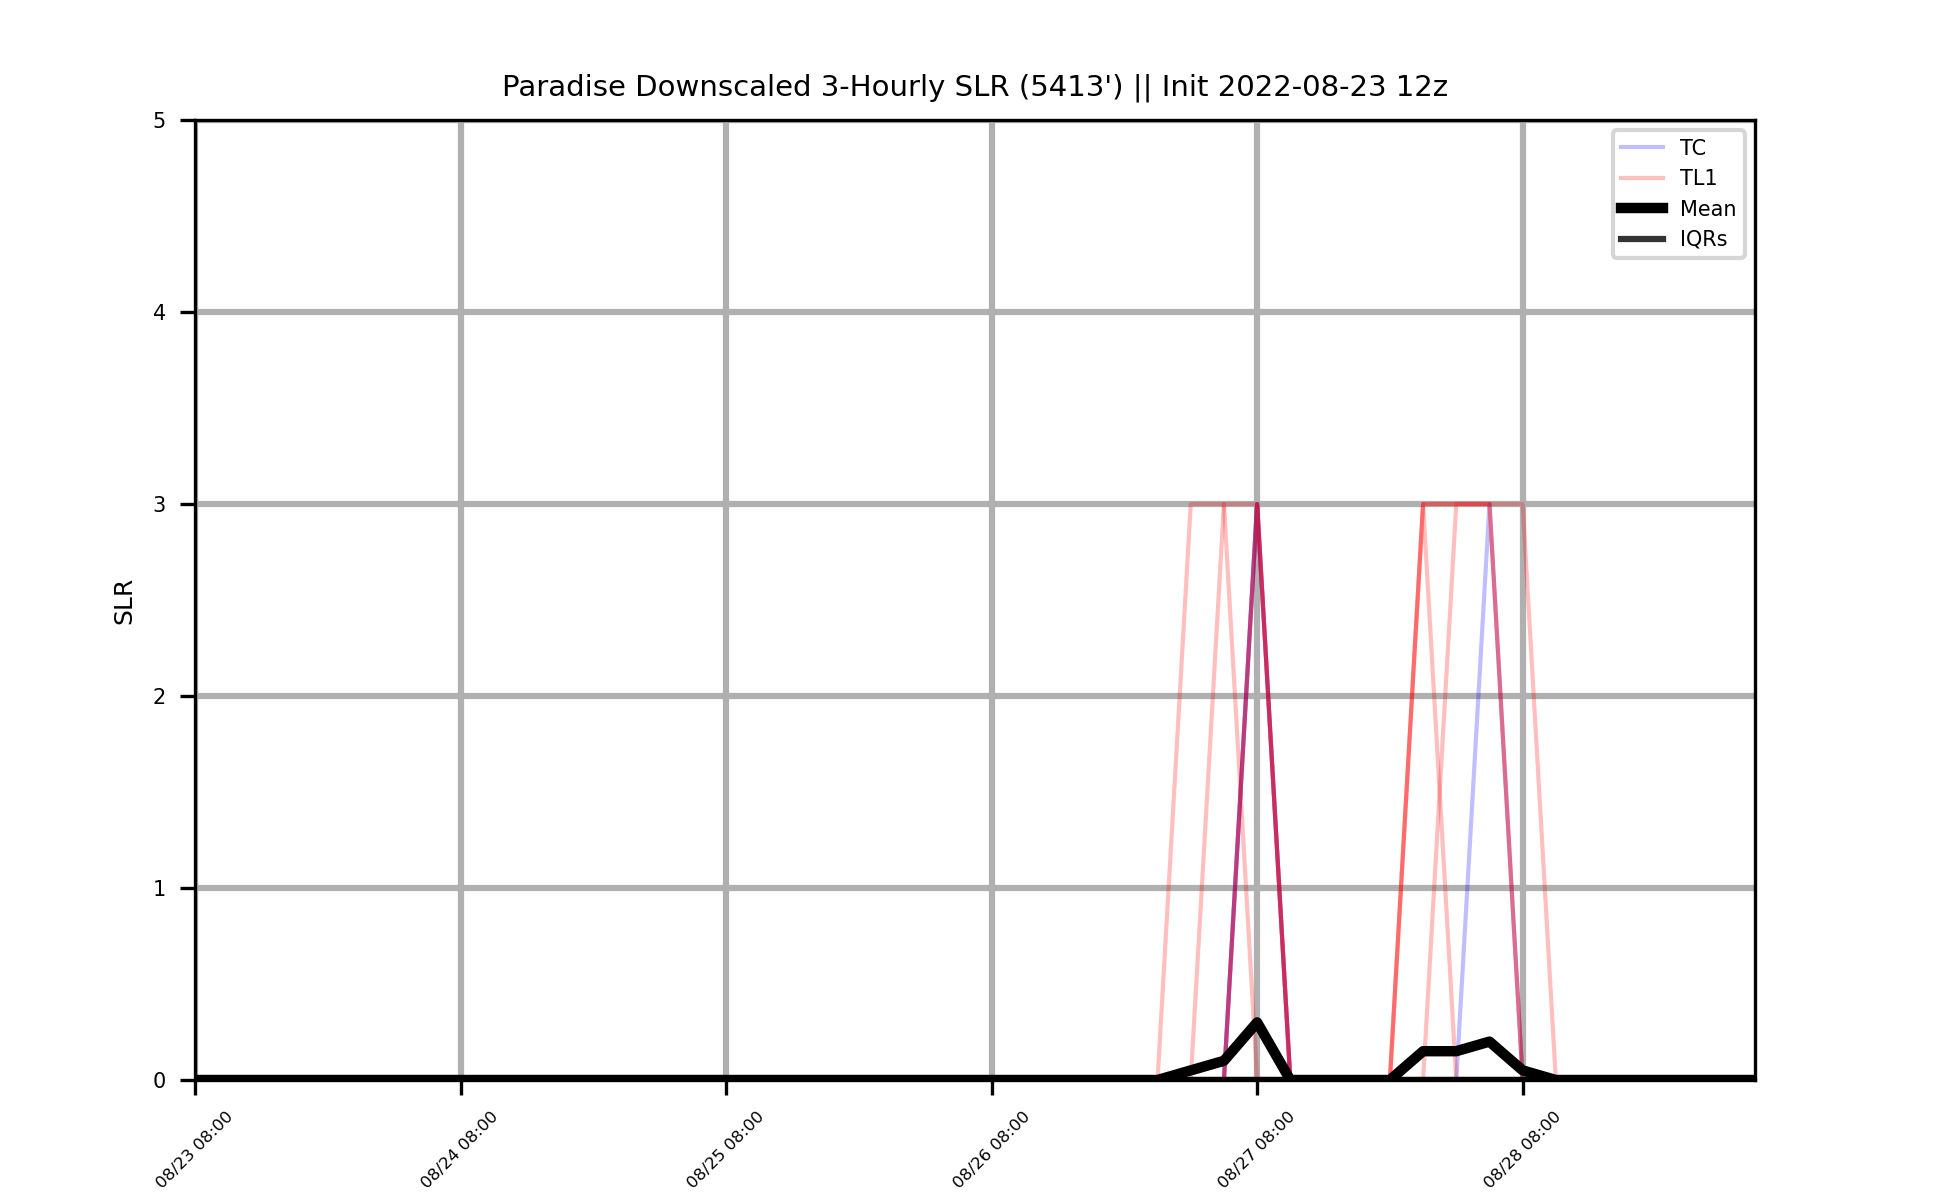 Paradise Downscaled 3-Hourly SLR (5413') || Init 2022-08-23 12z
5
4
3
2
1
0
SLR
TC
TL1
Mean
IQRs
08/23 08:00
08/24 08:00
08/25 08:00
08/26 08:00
08/27 08:00
08/28 08:00